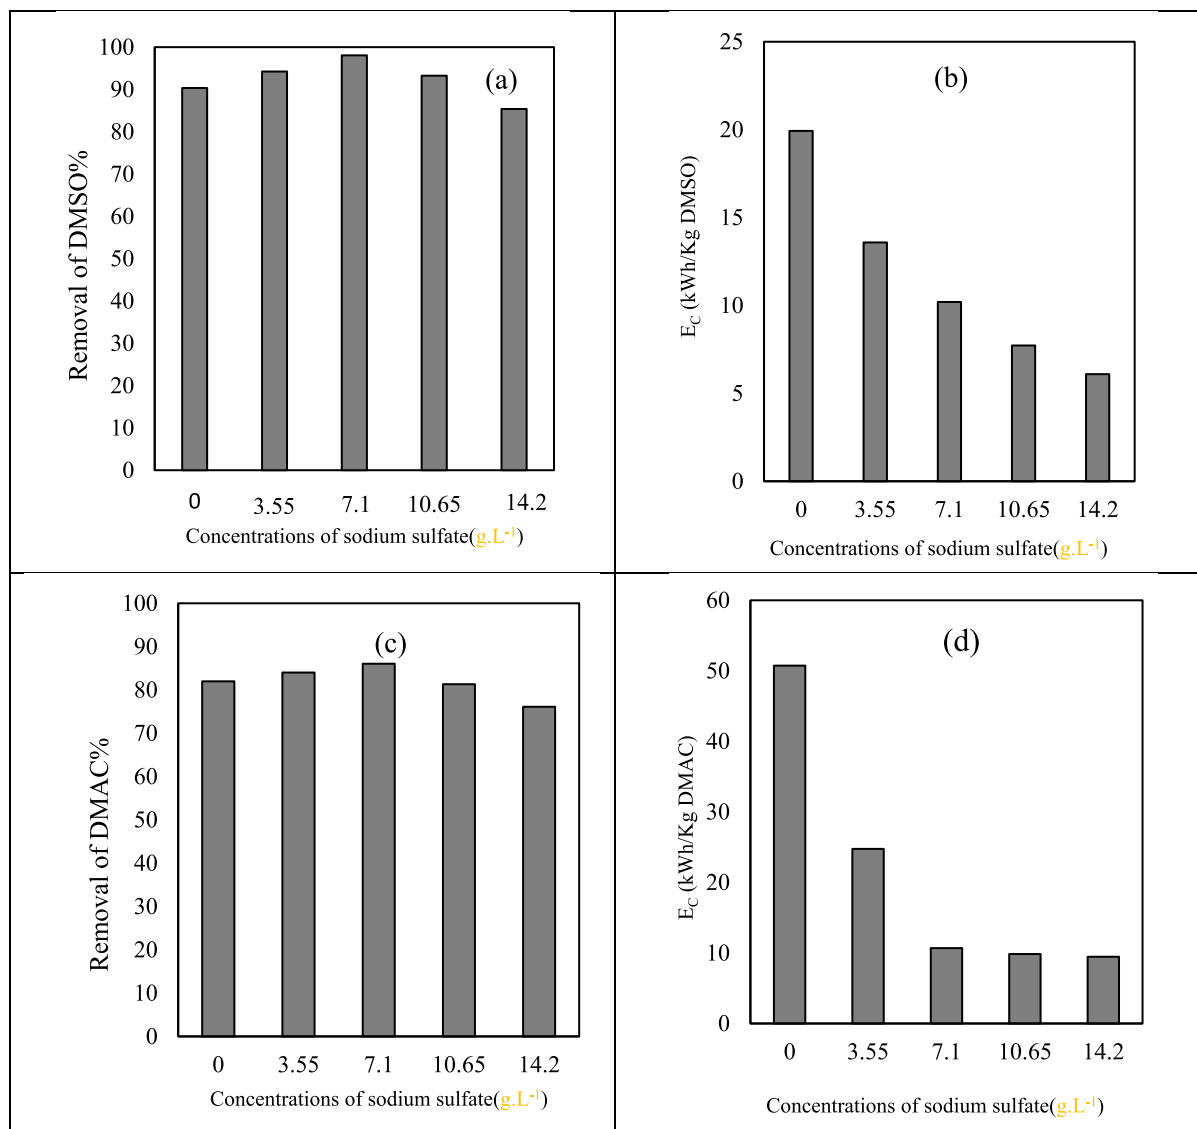 (a)
Removal of DMSO%
100
90
80
70
60
50
40
30
20
10
0
0 3.55 7.1 10.65 14.2
Concentrations of sodium sulfate(g.L⁻¹)
(b)
E_C (kWh/Kg DMSO)
25
20
15
10
5
0
0 3.55 7.1 10.65 14.2
Concentrations of sodium sulfate(g.L⁻¹)
(c)
Removal of DMAC%
100
90
80
70
60
50
40
30
20
10
0
0 3.55 7.1 10.65 14.2
Concentrations of sodium sulfate(g.L⁻¹)
(d)
E_C (kWh/Kg DMAC)
60
50
40
30
20
10
0
0 3.55 7.1 10.65 14.2
Concentrations of sodium sulfate(g.L⁻¹)